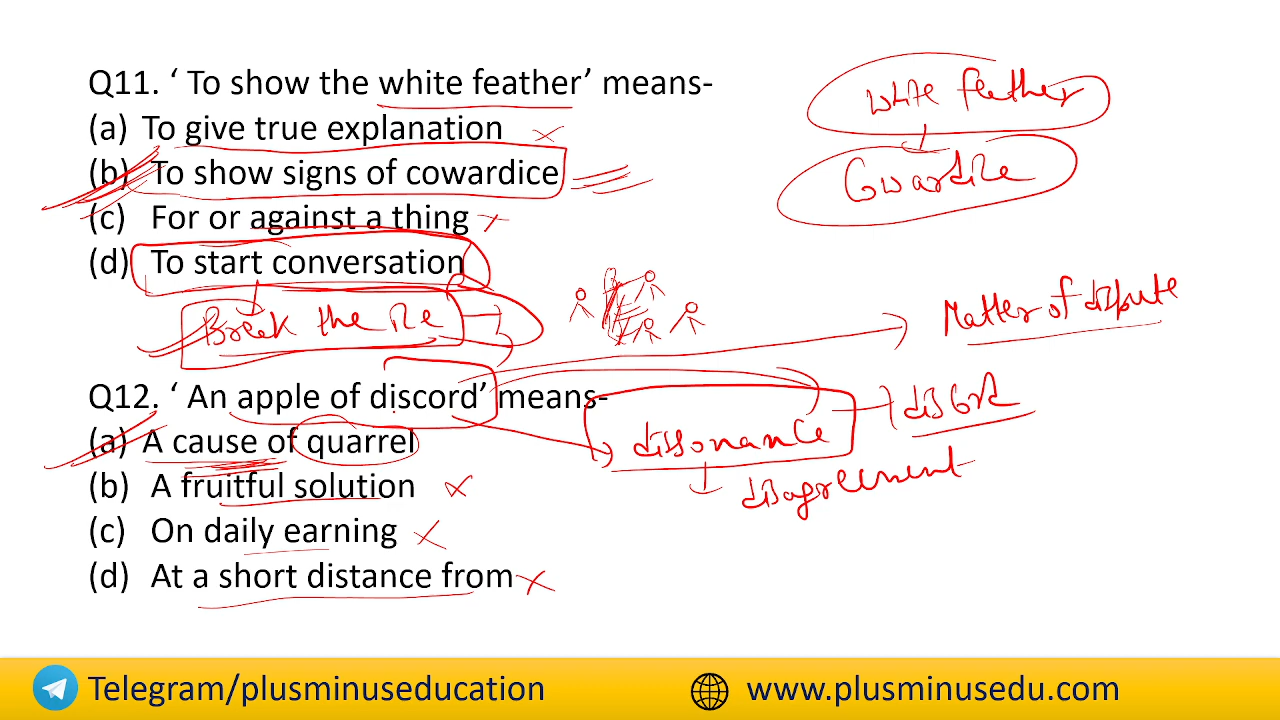 Q11. ‘ To show the white feather’ means-
(a) To give true explanation
(b) To show signs of cowardice
(c) For or against a thing
(d) To start conversation
White feather
Cowardice
Break the Ice
Matter of dispute
Q12. ‘ An apple of discord’ means-
(a) A cause of quarrel
(b) A fruitful solution
(c) On daily earning
(d) At a short distance from
dissonance
discord
disagreement
Telegram/plusminuseducation
www.plusminusedu.com